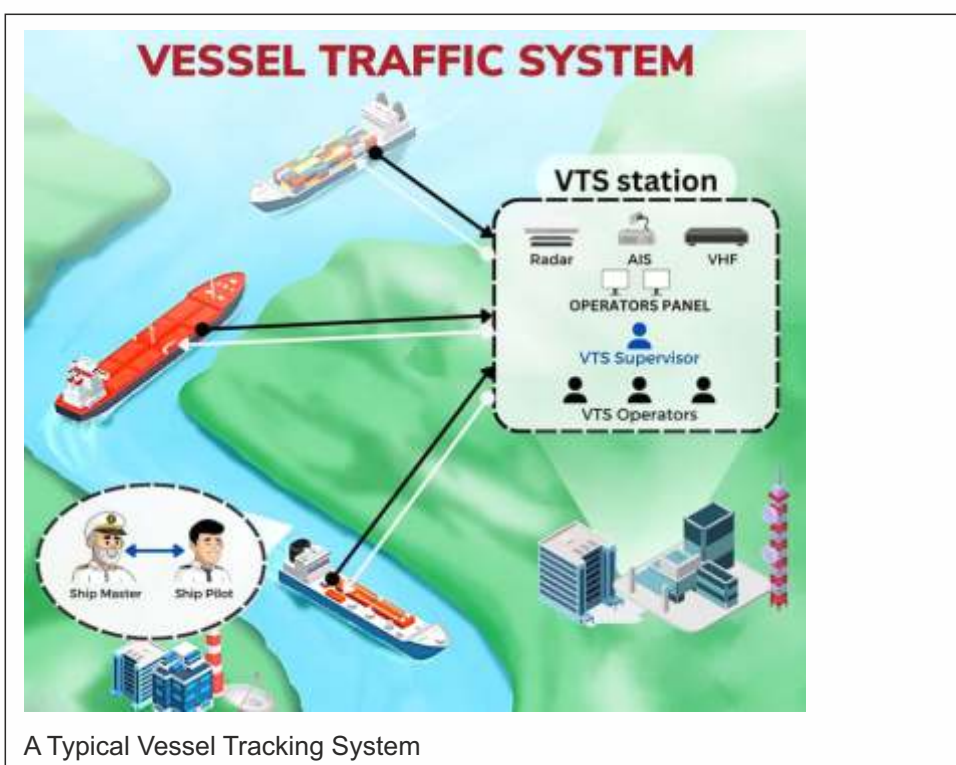 VESSEL TRAFFIC SYSTEM
VTS station
Radar AIS VHF
OPERATORS PANEL
VTS Supervisor
VTS Operators
Ship Master Ship Pilot
A Typical Vessel Tracking System